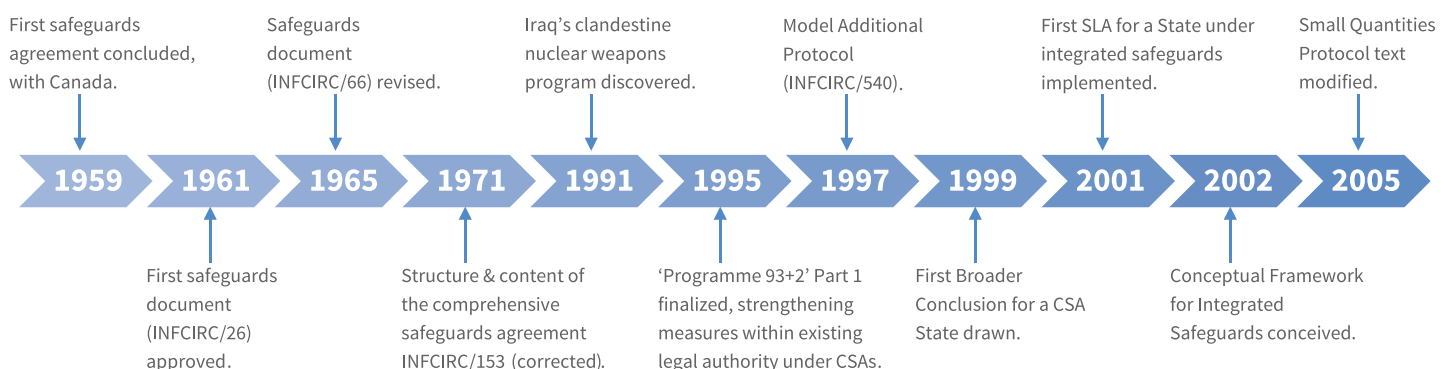 First safeguards
agreement concluded,
with Canada.
Safeguards
document
(INFCIRC/66) revised.
Iraq's clandestine
nuclear weapons
program discovered.
Model Additional
Protocol
(INFCIRC/540).
First SLA for a State under
integrated safeguards
implemented.
Small Quantities
Protocol text
modified.
1959
1961
1965
1971
1991
1995
1997
1999
2001
2002
2005
First safeguards
document
(INFCIRC/26)
approved.
Structure & content of
the comprehensive
safeguards agreement
INFCIRC/153 (corrected).
‘Programme 93+2’ Part 1
finalized, strengthening
measures within existing
legal authority under CSAs.
First Broader
Conclusion for a CSA
State drawn.
Conceptual Framework
for Integrated
Safeguards conceived.